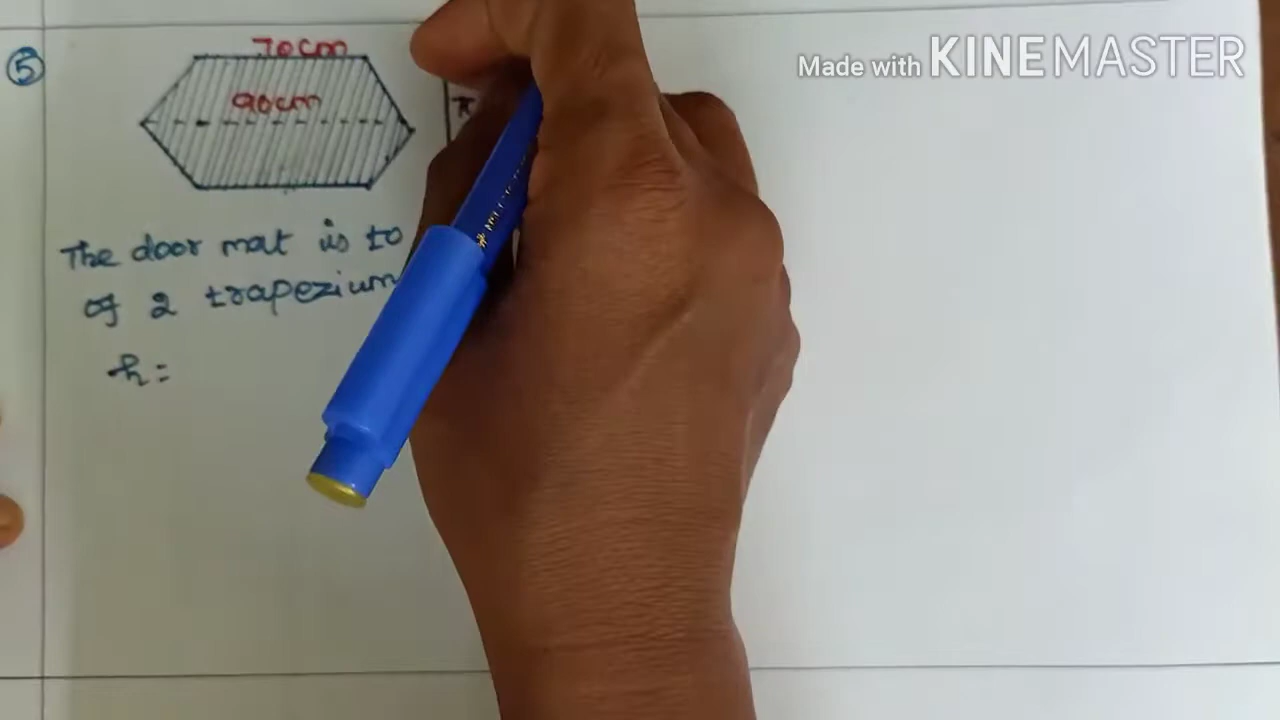 Made with KINEMASTER
5
70cm
90cm
The door mat is to
of 2 trapezium
h =